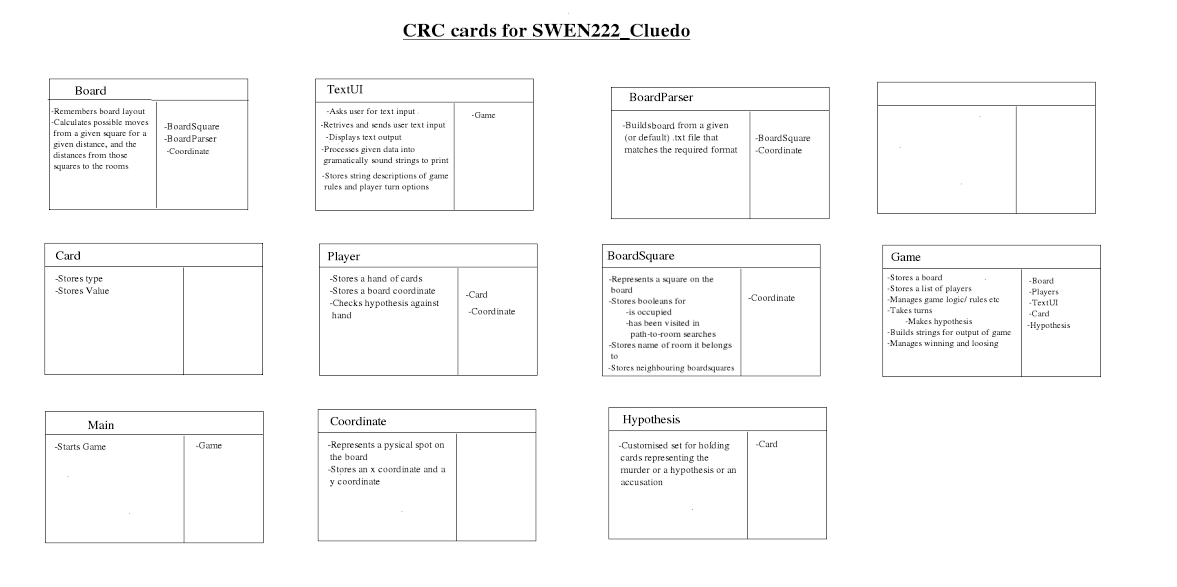 CRC cards for SWEN222_Cluedo
Board
-Remembers board layout
-Calculates possible moves
from a given square for a
given distance, and the
distances from those
squares to the rooms
-BoardSquare
-BoardParser
-Coordinate
TextUI
-Asks user for text input
-Retrives and sends user text input
-Displays text output
-Processes given data into
gramatically sound strings to print
-Stores string descriptions of game
rules and player turn options
-Game
BoardParser
-Buildsboard from a given
(or default) .txt file that
matches the required format
-BoardSquare
-Coordinate
Card
-Stores type
-Stores Value
Player
-Stores a hand of cards
-Stores a board coordinate
-Checks hypothesis against
hand
-Card
-Coordinate
BoardSquare
-Represents a square on the
board
-Stores booleans for
-is occupied
-has been visited in
path-to-room searches
-Stores name of room it belongs
to
-Stores neighbouring boardsquares
-Coordinate
Game
-Stores a board
-Stores a list of players
-Manages game logic/ rules etc
-Takes turns
-Makes hypothesis
-Builds strings for output of game
-Manages winning and loosing
-Board
-Players
-TextUI
-Card
-Hypothesis
Main
-Starts Game
-Game
Coordinate
-Represents a pysical spot on
the board
-Stores an x coordinate and a
y coordinate
Hypothesis
-Customised set for holding
cards representing the
murder or a hypothesis or an
accusation
-Card